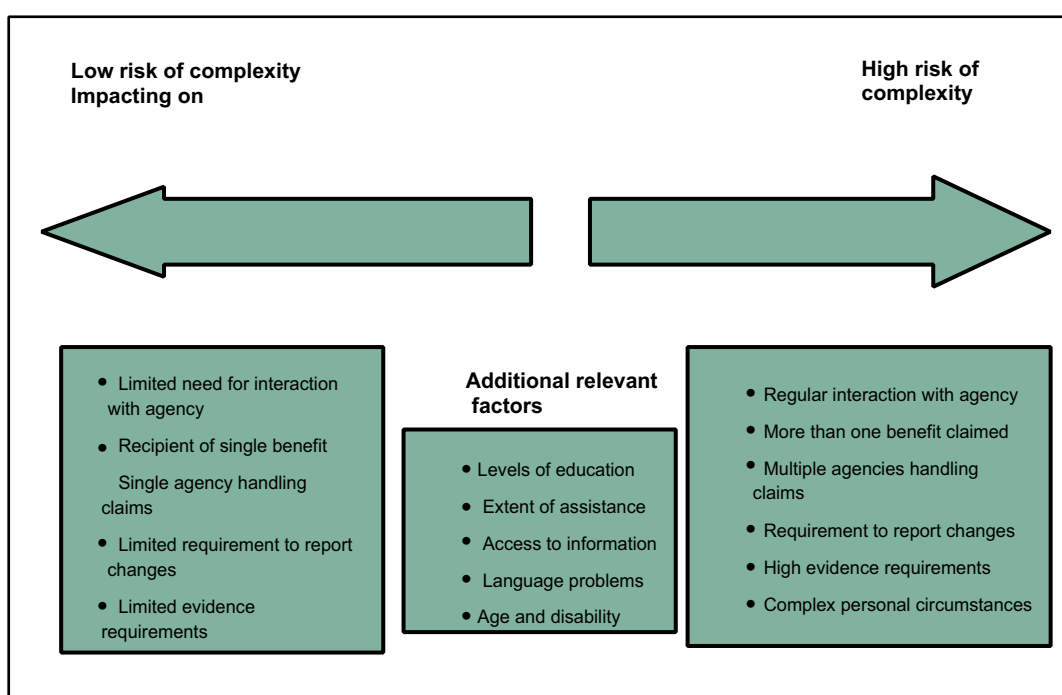 Low risk of complexity
Impacting on
High risk of
complexity
• Limited need for interaction
with agency
• Recipient of single benefit
Single agency handling
claims
• Limited requirement to report
changes
• Limited evidence
requirements
Additional relevant
factors
• Levels of education
• Extent of assistance
• Access to information
• Language problems
• Age and disability
• Regular interaction with agency
• More than one benefit claimed
• Multiple agencies handling
claims
• Requirement to report changes
• High evidence requirements
• Complex personal circumstances